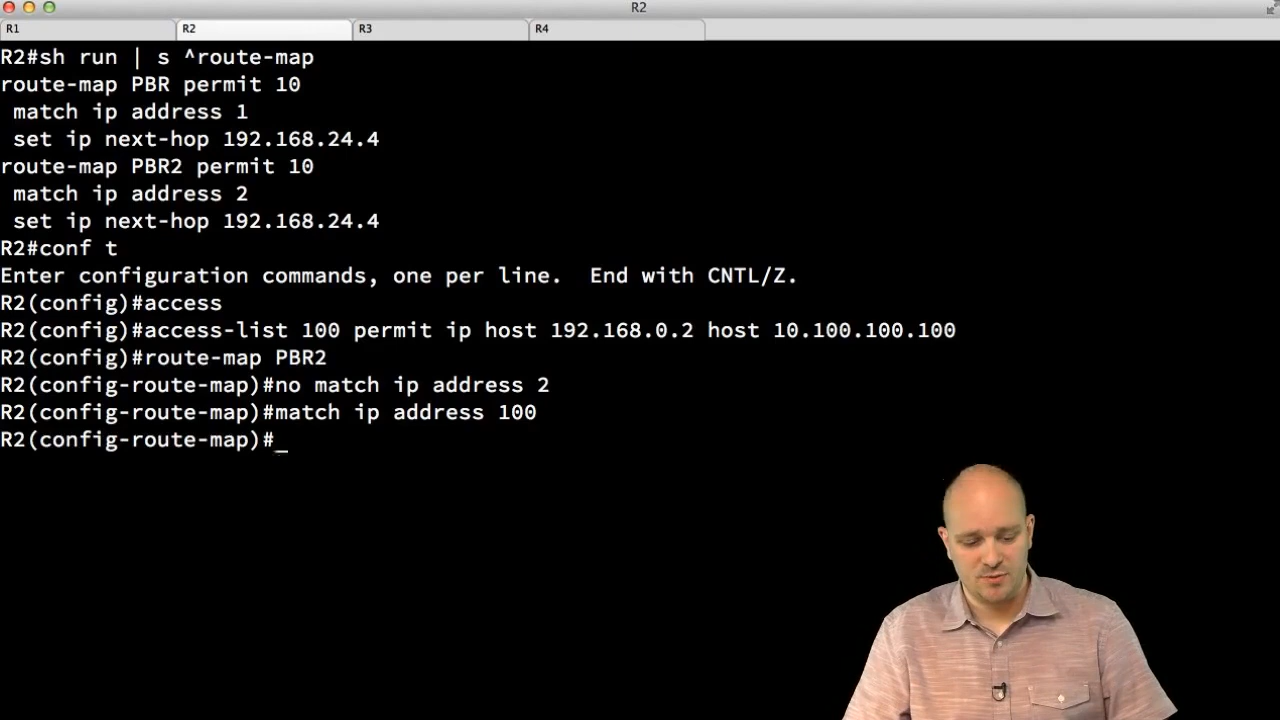 R2
R1
R2
R3
R4
R2#sh run | s ^route-map
route-map PBR permit 10
 match ip address 1
 set ip next-hop 192.168.24.4
route-map PBR2 permit 10
 match ip address 2
 set ip next-hop 192.168.24.4
R2#conf t
Enter configuration commands, one per line.  End with CNTL/Z.
R2(config)#access
R2(config)#access-list 100 permit ip host 192.168.0.2 host 10.100.100.100
R2(config)#route-map PBR2
R2(config-route-map)#no match ip address 2
R2(config-route-map)#match ip address 100
R2(config-route-map)#_